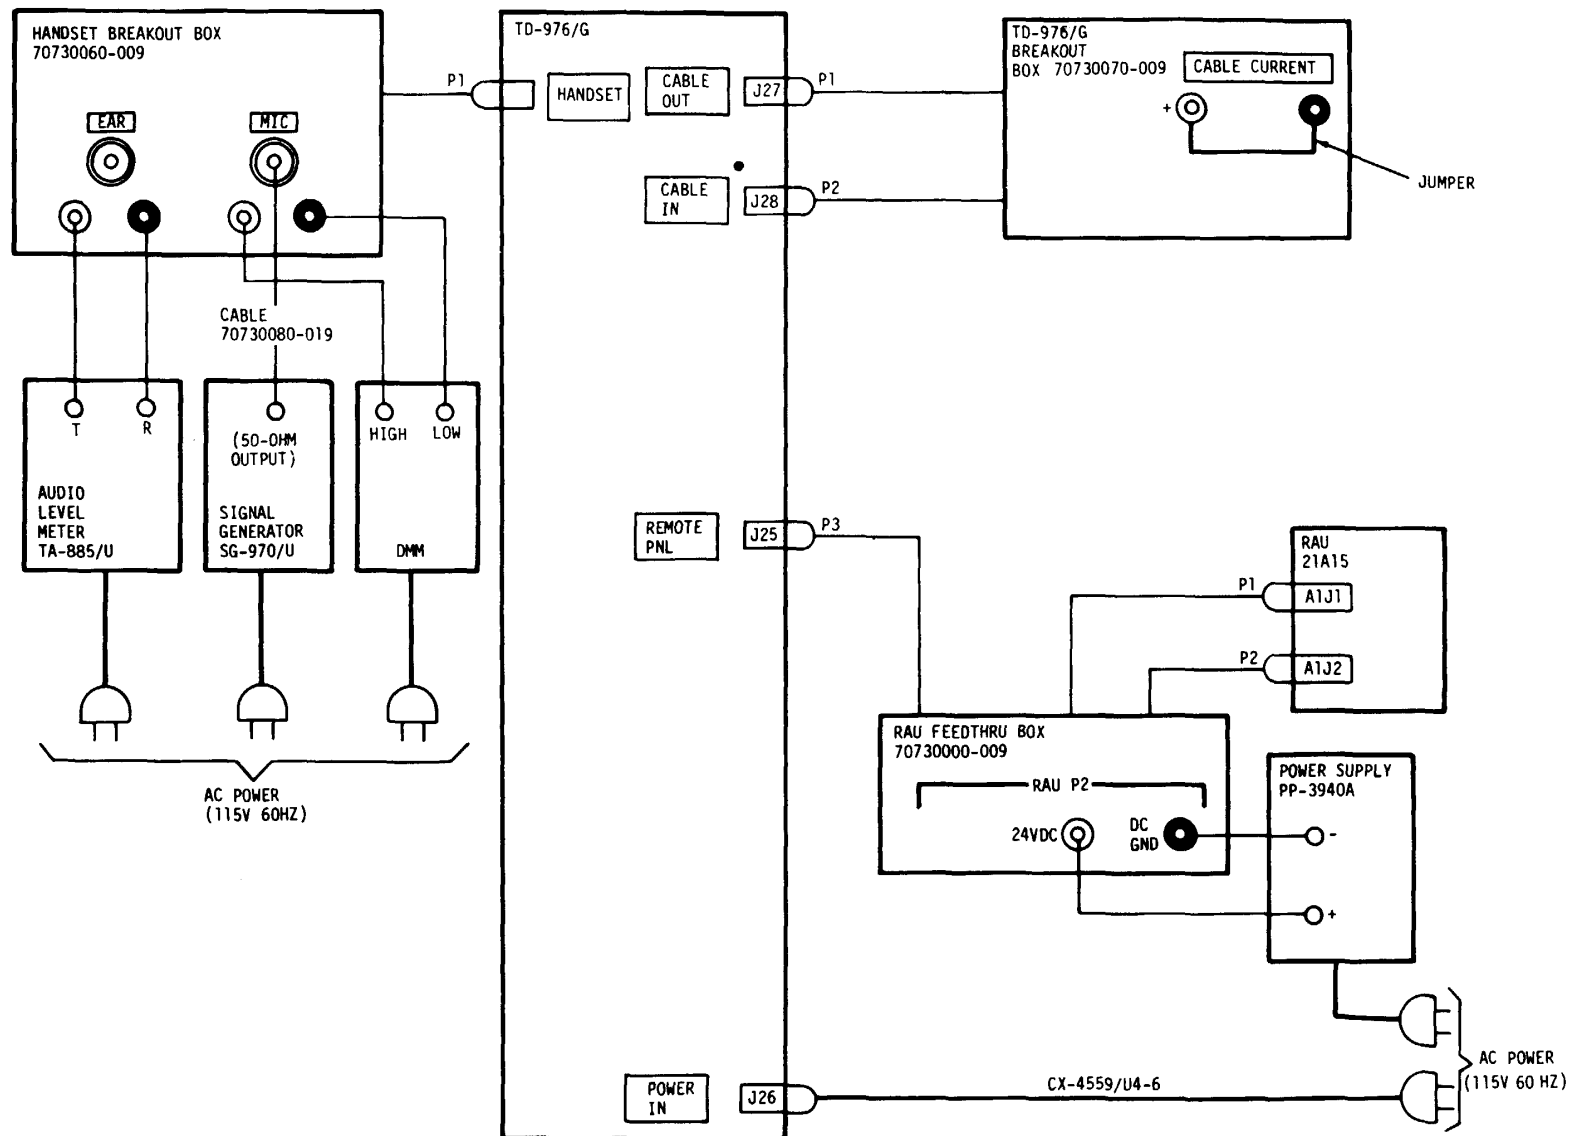 HANDSET BREAKOUT BOX
70730060-009
EAR
MIC
CABLE
70730080-019
T
R
AUDIO
LEVEL
METER
TA-885/U
(50-OHM
OUTPUT)
SIGNAL
GENERATOR
SG-970/U
HIGH
LOW
DMM
AC POWER
(115V 60HZ)
TD-976/G
P1
HANDSET
CABLE
OUT
J27
P1
CABLE
IN
J28
P2
REMOTE
PNL
J25
P3
POWER
IN
J26
CX-4559/U4-6
TD-976/G
BREAKOUT
BOX 70730070-009
CABLE CURRENT
+
JUMPER
RAU
21A15
P1
A1J1
P2
A1J2
RAU FEEDTHRU BOX
70730000-009
RAU P2
24VDC
DC
GND
POWER SUPPLY
PP-3940A
-
+
AC POWER
(115V 60 HZ)